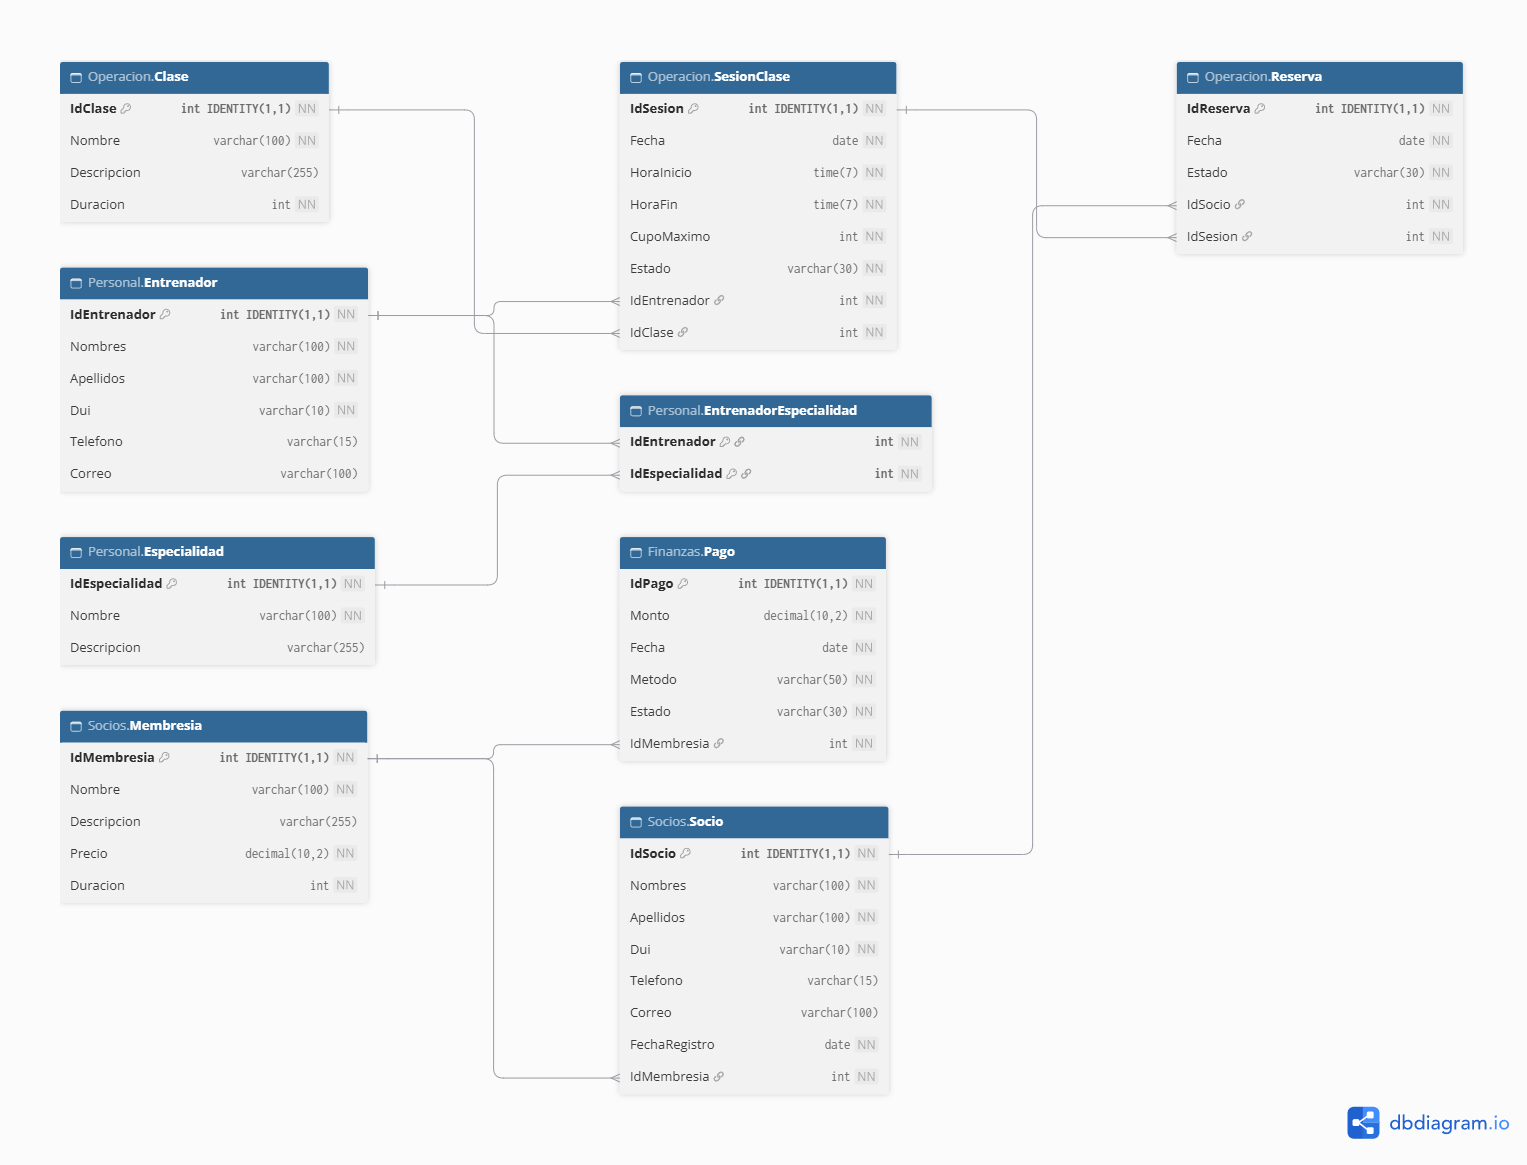 Operacion.Clase
IdClase int IDENTITY(1,1) NN
Nombre varchar(100) NN
Descripcion varchar(255)
Duracion int NN
Personal.Entrenador
IdEntrenador int IDENTITY(1,1) NN
Nombres varchar(100) NN
Apellidos varchar(100) NN
Dui varchar(10) NN
Telefono varchar(15)
Correo varchar(100)
Personal.Especialidad
IdEspecialidad int IDENTITY(1,1) NN
Nombre varchar(100) NN
Descripcion varchar(255)
Socios.Membresia
IdMembresia int IDENTITY(1,1) NN
Nombre varchar(100) NN
Descripcion varchar(255)
Precio decimal(10,2) NN
Duracion int NN
Operacion.SesionClase
IdSesion int IDENTITY(1,1) NN
Fecha date NN
HoraInicio time(7) NN
HoraFin time(7) NN
CupoMaximo int NN
Estado varchar(30) NN
IdEntrenador int NN
IdClase int NN
Personal.EntrenadorEspecialidad
IdEntrenador int NN
IdEspecialidad int NN
Finanzas.Pago
IdPago int IDENTITY(1,1) NN
Monto decimal(10,2) NN
Fecha date NN
Metodo varchar(50) NN
Estado varchar(30) NN
IdMembresia int NN
Socios.Socio
IdSocio int IDENTITY(1,1) NN
Nombres varchar(100) NN
Apellidos varchar(100) NN
Dui varchar(10) NN
Telefono varchar(15)
Correo varchar(100)
FechaRegistro date NN
IdMembresia int NN
Operacion.Reserva
IdReserva int IDENTITY(1,1) NN
Fecha date NN
Estado varchar(30) NN
IdSocio int NN
IdSesion int NN
dbdiagram.io